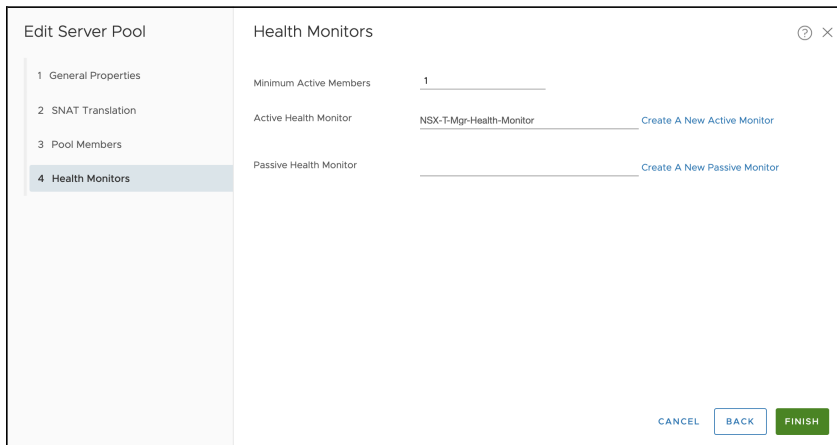 Edit Server Pool
1 General Properties
2 SNAT Translation
3 Pool Members
4 Health Monitors
Health Monitors
?
Minimum Active Members 1
Active Health Monitor NSX-T-Mgr-Health-Monitor Create A New Active Monitor
Passive Health Monitor Create A New Passive Monitor
CANCEL BACK FINISH